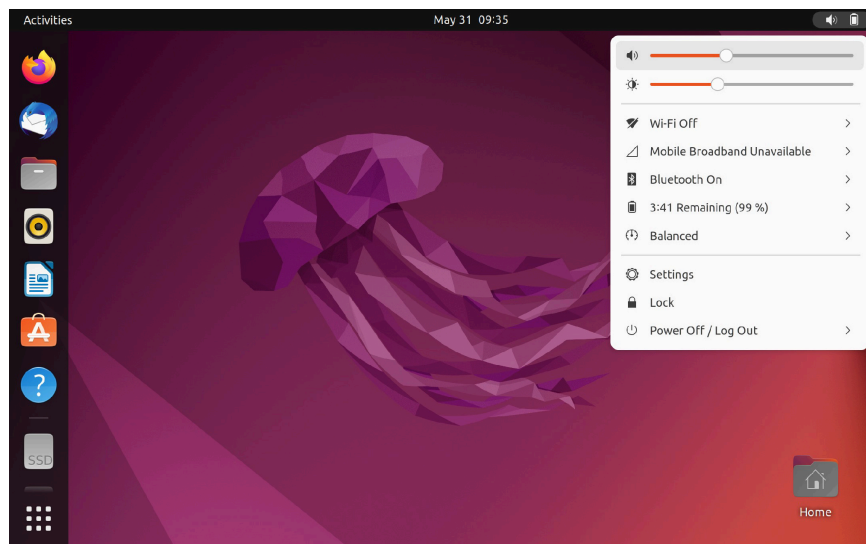 Activities
May 31 09:35
Wi-Fi Off
Mobile Broadband Unavailable
Bluetooth On
3:41 Remaining (99 %)
Balanced
Settings
Lock
Power Off / Log Out
?
SSD
Home